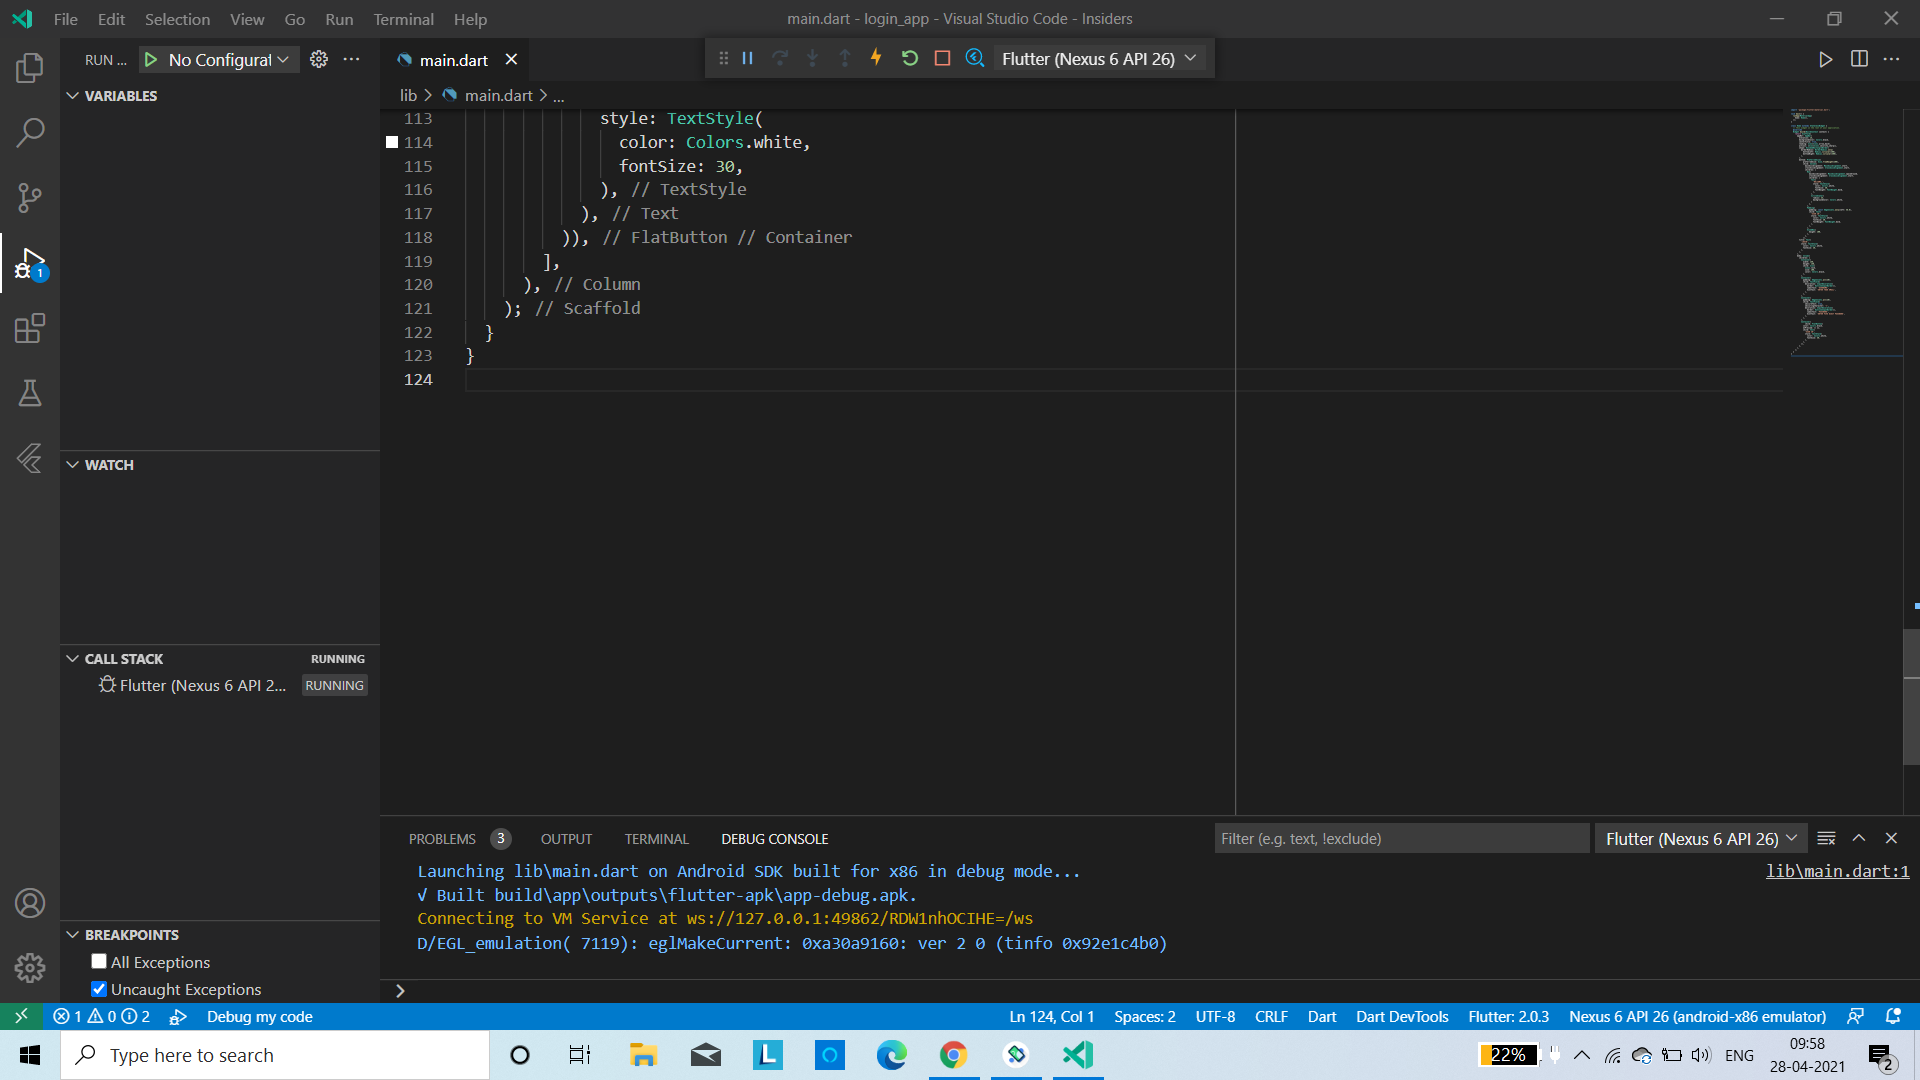 File Edit Selection View Go Run Terminal Help
main.dart - login_app - Visual Studio Code - Insiders
RUN ... No Configurat
main.dart
Flutter (Nexus 6 API 26)
lib > main.dart > ...
VARIABLES
113 style: TextStyle(
114 color: Colors.white,
115 fontSize: 30,
116 ), // TextStyle
117 ), // Text
118 )), // FlatButton // Container
119 ],
120 ), // Column
121 ); // Scaffold
122 }
123 }
124
WATCH
CALL STACK RUNNING
Flutter (Nexus 6 API 2... RUNNING
BREAKPOINTS
All Exceptions
Uncaught Exceptions
1
PROBLEMS 3 OUTPUT TERMINAL DEBUG CONSOLE
Filter (e.g. text, !exclude) Flutter (Nexus 6 API 26)
Launching lib\main.dart on Android SDK built for x86 in debug mode... lib\main.dart:1
√ Built build\app\outputs\flutter-apk\app-debug.apk.
Connecting to VM Service at ws://127.0.0.1:49862/RDW1nhOCIHE=/ws
D/EGL_emulation( 7119): eglMakeCurrent: 0xa30a9160: ver 2 0 (tinfo 0x92e1c4b0)
>
1 0 2 Debug my code Ln 124, Col 1 Spaces: 2 UTF-8 CRLF Dart Dart DevTools Flutter: 2.0.3 Nexus 6 API 26 (android-x86 emulator)
Type here to search
L
22%
ENG
09:58
28-04-2021
2